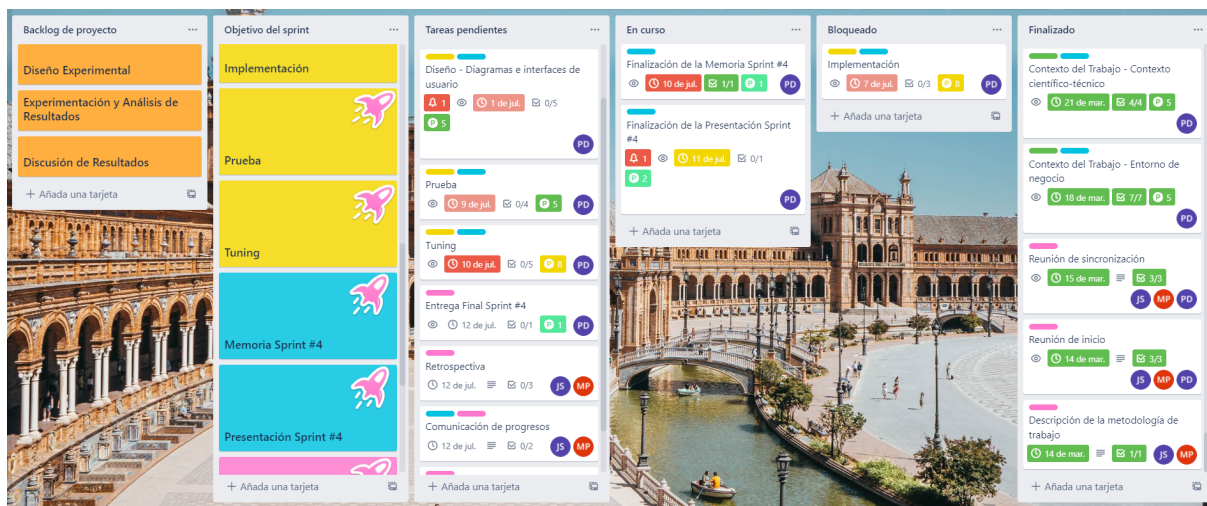 Backlog de proyecto
Diseño Experimental
Experimentación y Análisis de
Resultados
Discusión de Resultados
+ Añada una tarjeta
Objetivo del sprint
Implementación
Prueba
Tuning
Memoria Sprint #4
Presentación Sprint #4
+ Añada una tarjeta
Tareas pendientes
Diseño - Diagramas e interfaces de
usuario
1 1 de jul. 0/5
P 5
PD
Prueba
9 de jul. 0/4 P 5 PD
Tuning
10 de jul. 0/5 P 8 PD
Entrega Final Sprint #4
12 de jul. 0/1 P 1 PD
Retrospectiva
12 de jul. 0/3 JS MP
Comunicación de progresos
12 de jul. 0/2 JS MP
+ Añada una tarjeta
En curso
Finalización de la Memoria Sprint #4
10 de jul. 1/1 P 1 PD
Finalización de la Presentación Sprint
#4
1 11 de jul. 0/1
P 2
PD
+ Añada una tarjeta
Bloqueado
Implementación
7 de jul. 0/3 P 8 PD
+ Añada una tarjeta
Finalizado
Contexto del Trabajo - Contexto
científico-técnico
21 de mar. 4/4 P 5
PD
Contexto del Trabajo - Entorno de
negocio
18 de mar. 7/7 P 5
PD
Reunión de sincronización
15 de mar. 3/3
JS MP PD
Reunión de inicio
14 de mar. 3/3
JS MP PD
Descripción de la metodología de
trabajo
14 de mar. 1/1 JS MP
+ Añada una tarjeta